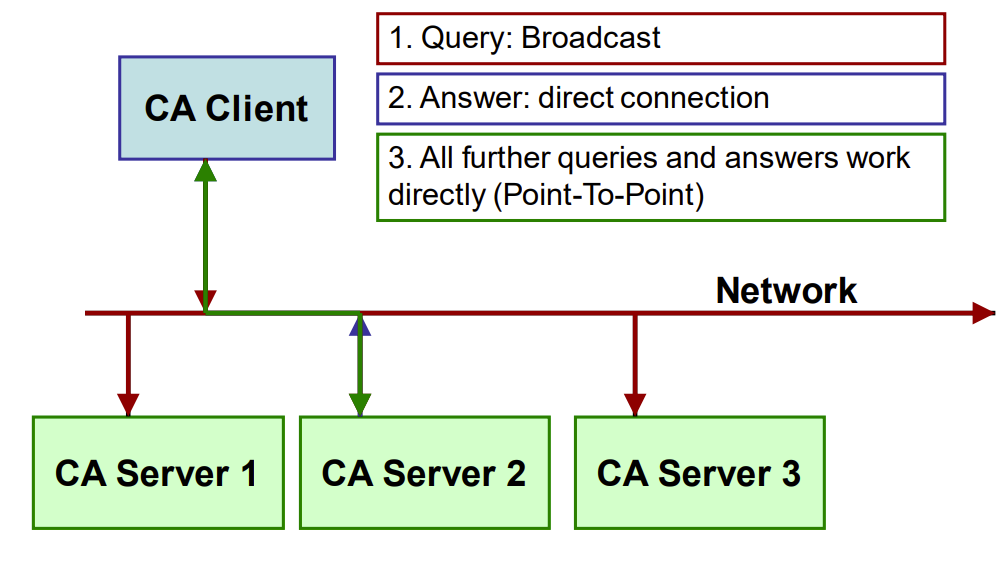 1. Query: Broadcast
CA Client
2. Answer: direct connection
3. All further queries and answers work
directly (Point-To-Point)
Network
CA Server 1
CA Server 2
CA Server 3